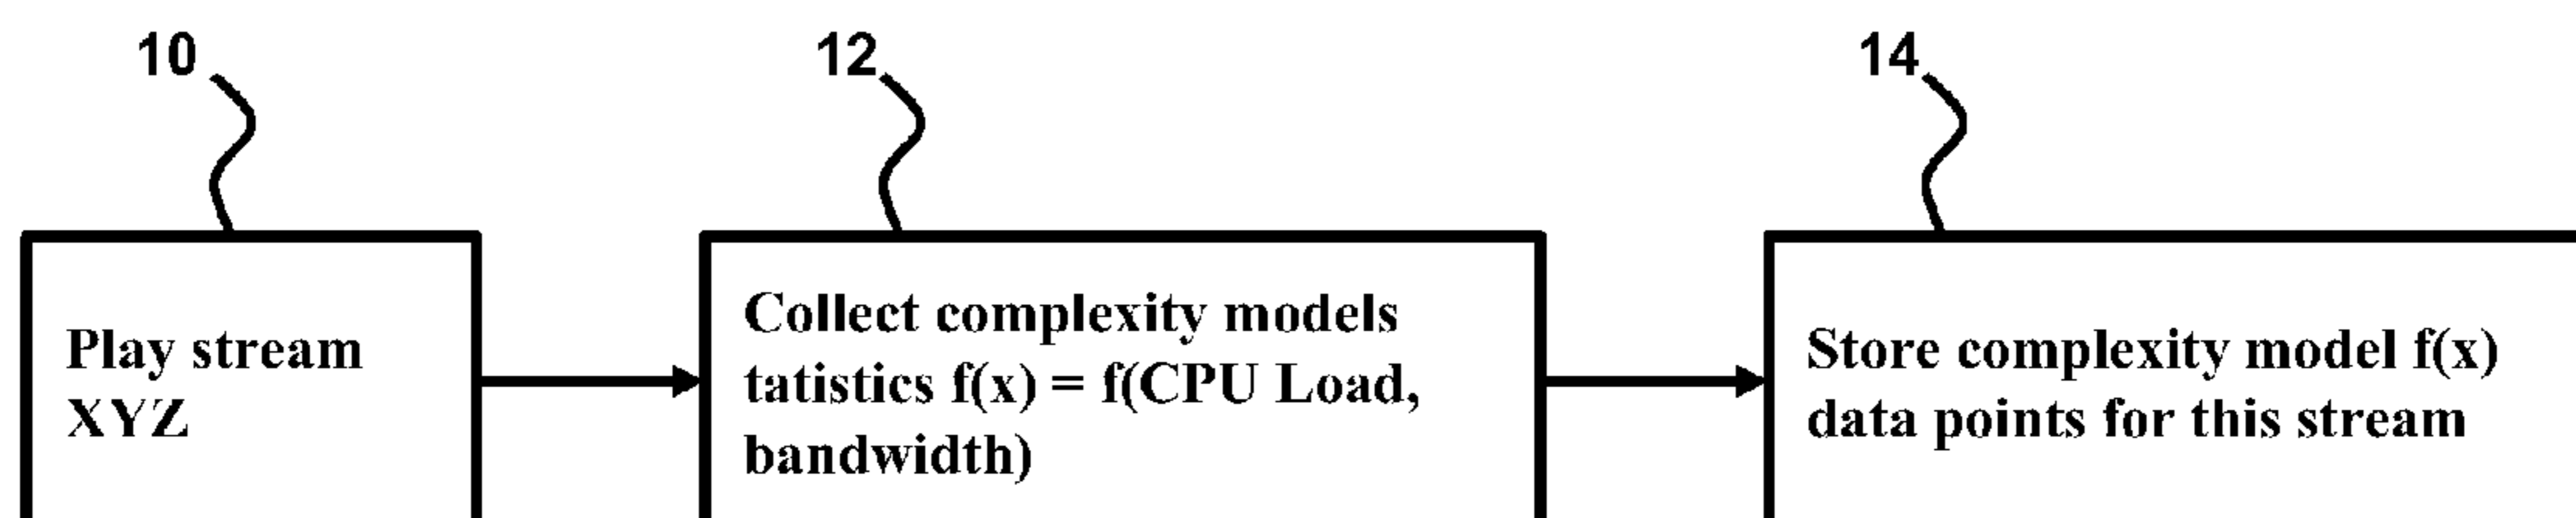 10
12
14
Play stream
XYZ
Collect complexity models
tatistics f(x) = f(CPU Load,
bandwidth)
Store complexity model f(x)
data points for this stream